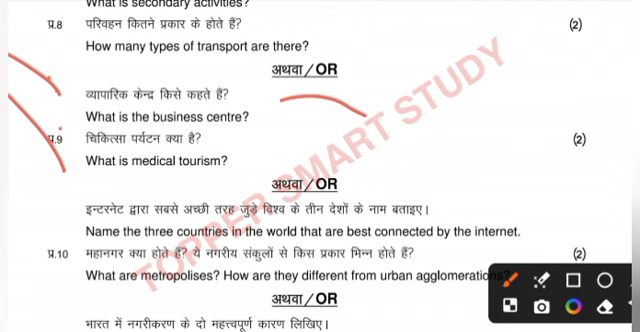 What is secondary activities?
प्र.8 परिवहन कितने प्रकार के होते हैं? (2)
How many types of transport are there?
अथवा/OR
व्यापारिक केन्द्र किसे कहते हैं?
What is the business centre?
प्र.9 चिकित्सा पर्यटन क्या है? (2)
What is medical tourism?
अथवा/OR
इन्टरनेट द्वारा सबसे अच्छी तरह जुड़े विश्व के तीन देशों के नाम बताइए।
Name the three countries in the world that are best connected by the internet.
प्र.10 महानगर क्या होते हैं? ये नगरीय संकुलों से किस प्रकार भिन्न होते हैं? (2)
What are metropolises? How are they different from urban agglomerations?
अथवा/OR
भारत में नगरीकरण के दो महत्त्वपूर्ण कारण लिखिए।
TOPPER SMART STUDY